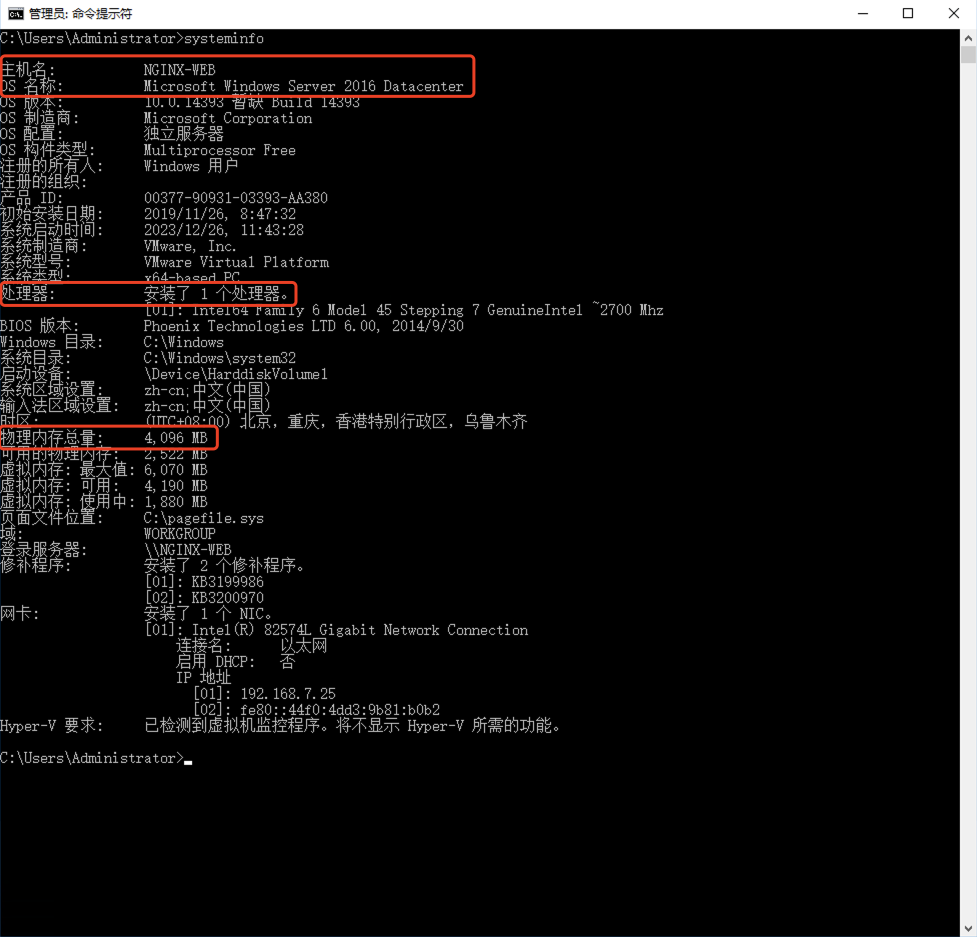 管理员: 命令提示符
C:\Users\Administrator>systeminfo
主机名:           NGINX-WEB
OS 名称:          Microsoft Windows Server 2016 Datacenter
OS 版本:          10.0.14393 暂缺 Build 14393
OS 制造商:        Microsoft Corporation
OS 配置:          独立服务器
OS 构件类型:      Multiprocessor Free
注册的所有人:     Windows 用户
注册的组织:
产品 ID:          00377-90931-03393-AA380
初始安装日期:     2019/11/26, 8:47:32
系统启动时间:     2023/12/26, 11:43:28
系统制造商:       VMware, Inc.
系统型号:         VMware Virtual Platform
系统类型:         x64-based PC
处理器:           安装了 1 个处理器。
                  [01]: Intel64 Family 6 Model 45 Stepping 7 GenuineIntel ~2700 Mhz
BIOS 版本:        Phoenix Technologies LTD 6.00, 2014/9/30
Windows 目录:     C:\Windows
系统目录:         C:\Windows\system32
启动设备:         \Device\HarddiskVolume1
系统区域设置:     zh-cn;中文(中国)
输入法区域设置:   zh-cn;中文(中国)
时区:             (UTC+08:00) 北京, 重庆, 香港特别行政区, 乌鲁木齐
物理内存总量:     4,096 MB
可用的物理内存:   2,522 MB
虚拟内存: 最大值: 6,070 MB
虚拟内存: 可用:   4,190 MB
虚拟内存: 使用中: 1,880 MB
页面文件位置:     C:\pagefile.sys
域:               WORKGROUP
登录服务器:       \\NGINX-WEB
修补程序:         安装了 2 个修补程序。
                  [01]: KB3199986
                  [02]: KB3200970
网卡:             安装了 1 个 NIC。
                  [01]: Intel(R) 82574L Gigabit Network Connection
                      连接名:      以太网
                      启用 DHCP:   否
                      IP 地址
                        [01]: 192.168.7.25
                        [02]: fe80::44f0:4dd3:9b81:b0b2
Hyper-V 要求:     已检测到虚拟机监控程序。将不显示 Hyper-V 所需的功能。
C:\Users\Administrator>